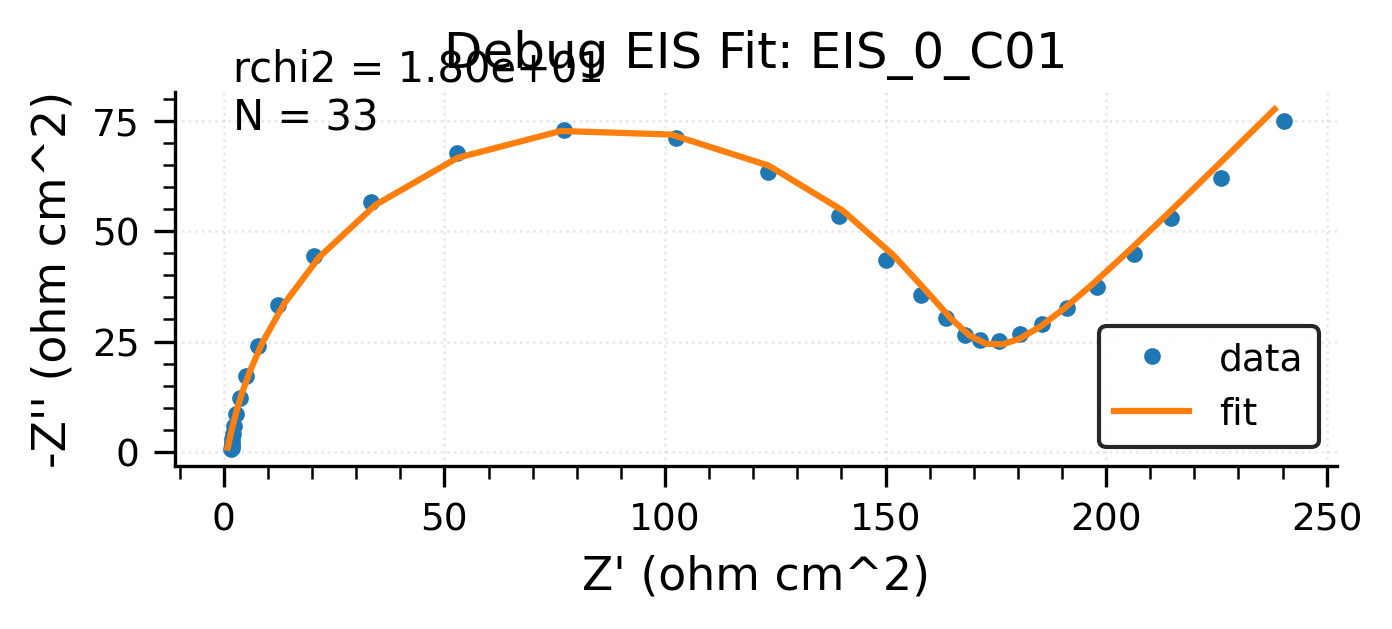 Debug EIS Fit: EIS_0_C01
rchi2 = 1.80e+01
N = 33
75
50
25
0
-Z'' (ohm cm^2)
data
fit
0 50 100 150 200 250
Z' (ohm cm^2)